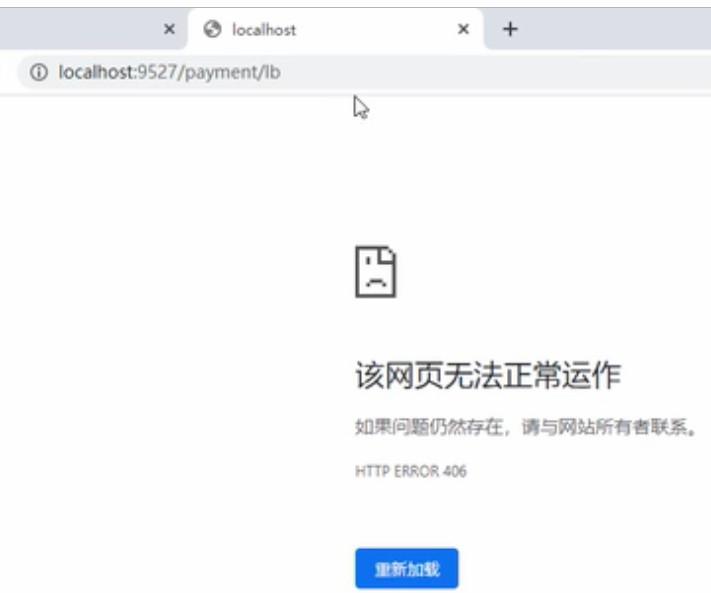 localhost
localhost:9527/payment/lb
该网页无法正常运作
如果问题仍然存在，请与网站所有者联系。
HTTP ERROR 406
重新加载